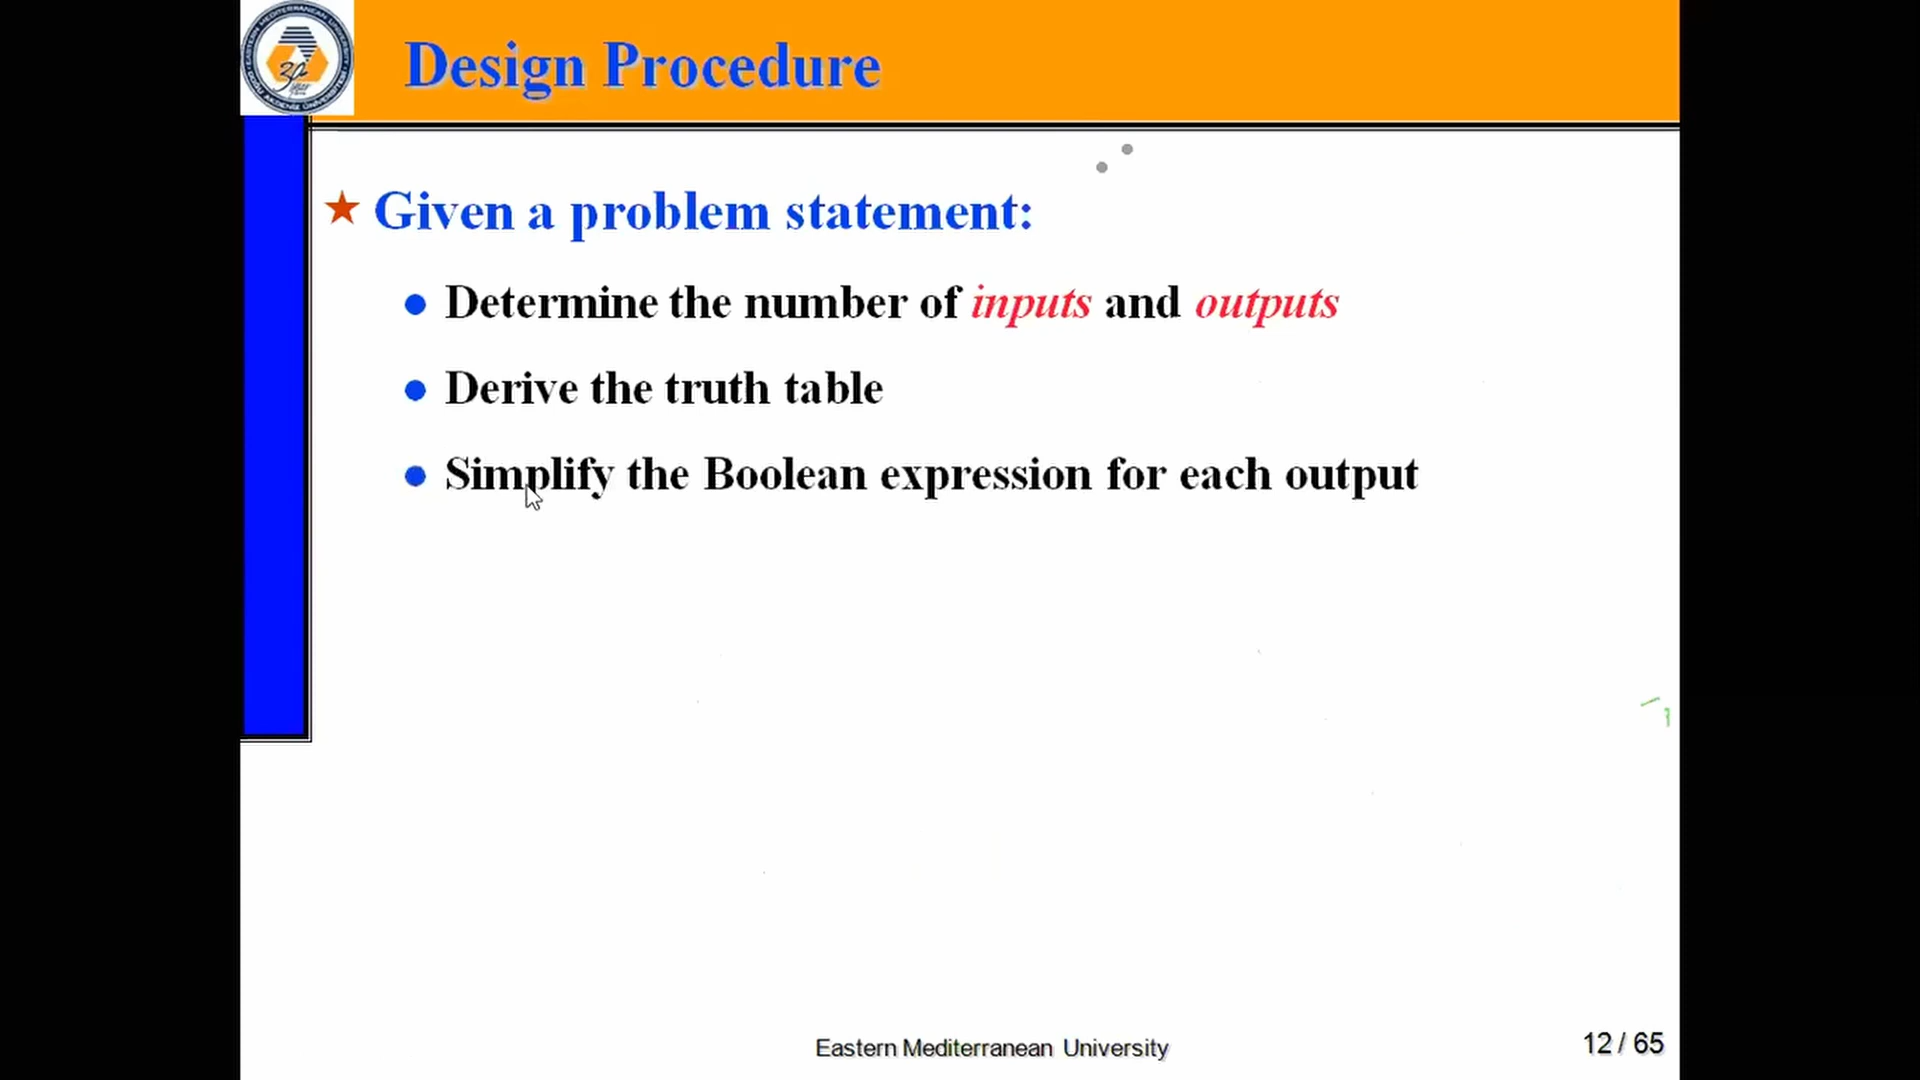 Design Procedure
Given a problem statement:
Determine the number of inputs and outputs
Derive the truth table
Simplify the Boolean expression for each output
Eastern Mediterranean University
12 / 65